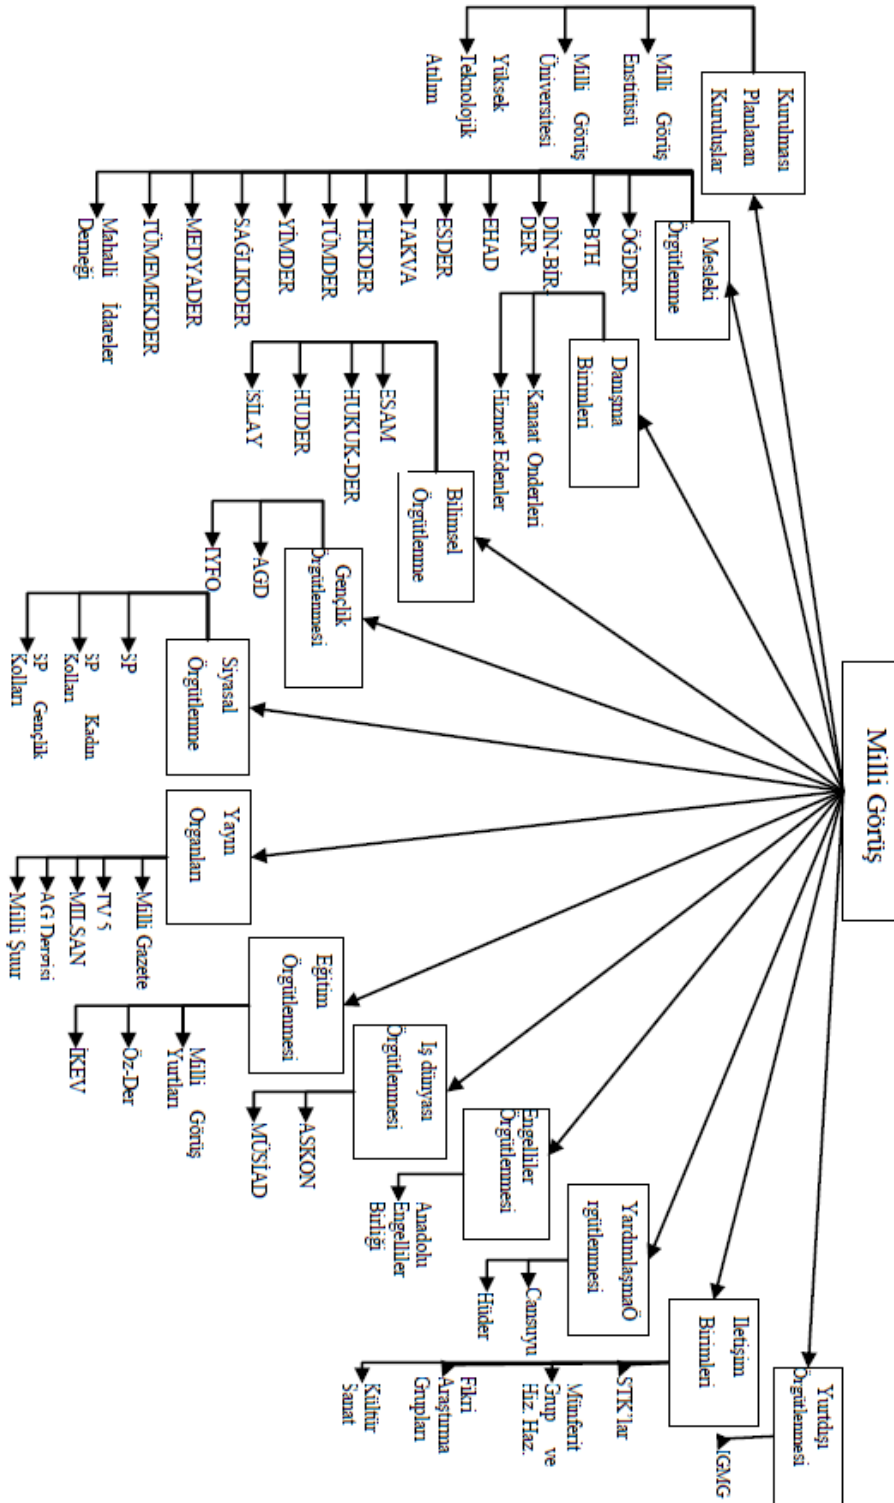 Milli Görüş
Kurulması
Planlanan
Kuruluşlar
Milli Görüş
Enstitüsü
Milli Görüş
Üniversitesi
Yüksek
Teknolojik
Atılım
Mesleki
Örgütlenme
ÖĞDER
BTH
DİN-BİR-
DER
EHAD
ESDER
TAKVA
TEKDER
TÜMDER
YİMDER
SAĞLIKDER
MEDYADER
TÜMEMEKDER
Mahalli İdareler
Derneği
Danışma
Birimleri
Kanaat Önderleri
Hizmet Edenler
Bilimsel
Örgütlenme
ESAM
HUKUK-DER
HUDER
İSİLAY
Gençlik
Örgütlenmesi
AGD
İYFO
Siyasal
Örgütlenme
SP
SP Kadın
Kolları
SP Gençlik
Kolları
Yayın
Organları
Milli Gazete
TV 5
MİLSAN
AG Dergisi
Milli Şuur
Eğitim
Örgütlenmesi
Milli Görüş
Yurtları
Öz-Der
İKEV
İş dünyası
Örgütlenmesi
ASKON
MÜSİAD
Engelliler
Örgütlenmesi
Anadolu
Engelliler
Birliği
YardımlaşmaÖ
rgütlenmesi
Cansuyu
Hüder
İletişim
Birimleri
STK'lar
Münferit
Grup ve
Hiz. Haz.
Fikri
Araştırma
Grupları
Kültür
Sanat
Yurtdışı
Örgütlenmesi
IGMG